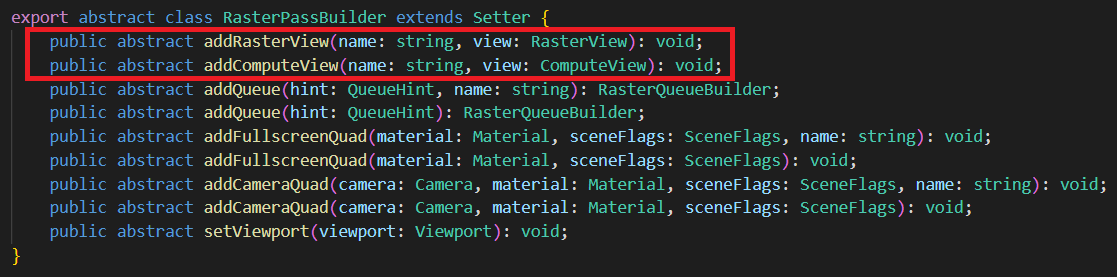 export abstract class RasterPassBuilder extends Setter {
public abstract addRasterView(name: string, view: RasterView): void;
public abstract addComputeView(name: string, view: ComputeView): void;
public abstract addQueue(hint: QueueHint, name: string): RasterQueueBuilder;
public abstract addQueue(hint: QueueHint): RasterQueueBuilder;
public abstract addFullscreenQuad(material: Material, sceneFlags: SceneFlags, name: string): void;
public abstract addFullscreenQuad(material: Material, sceneFlags: SceneFlags): void;
public abstract addCameraQuad(camera: Camera, material: Material, sceneFlags: SceneFlags, name: string): void;
public abstract addCameraQuad(camera: Camera, material: Material, sceneFlags: SceneFlags): void;
public abstract setViewport(viewport: Viewport): void;
}